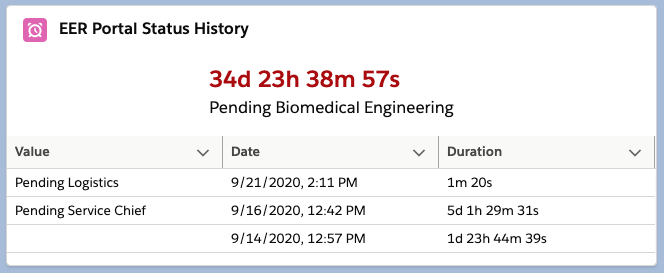 EER Portal Status History
34d 23h 38m 57s
Pending Biomedical Engineering
Value Date Duration
Pending Logistics 9/21/2020, 2:11 PM 1m 20s
Pending Service Chief 9/16/2020, 12:42 PM 5d 1h 29m 31s
9/14/2020, 12:57 PM 1d 23h 44m 39s